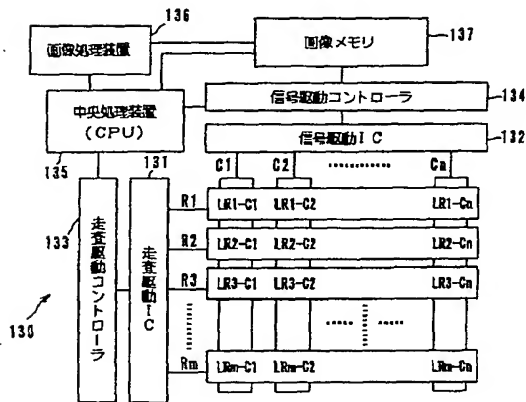 136
画像処理装置
画像メモリ
137
中央処理装置
(CPU)
135
信号駆動コントローラ
134
信号駆動IC
132
131
C1 C2 Cn
133
走査駆動コントローラ
走査駆動IC
130
R1 LR1-C1 LR1-C2 LR1-Cn
R2 LR2-C1 LR2-C2 LR2-Cn
R3 LR3-C1 LR3-C2 LR3-Cn
Rm LRm-C1 LRm-C2 LRm-Cn